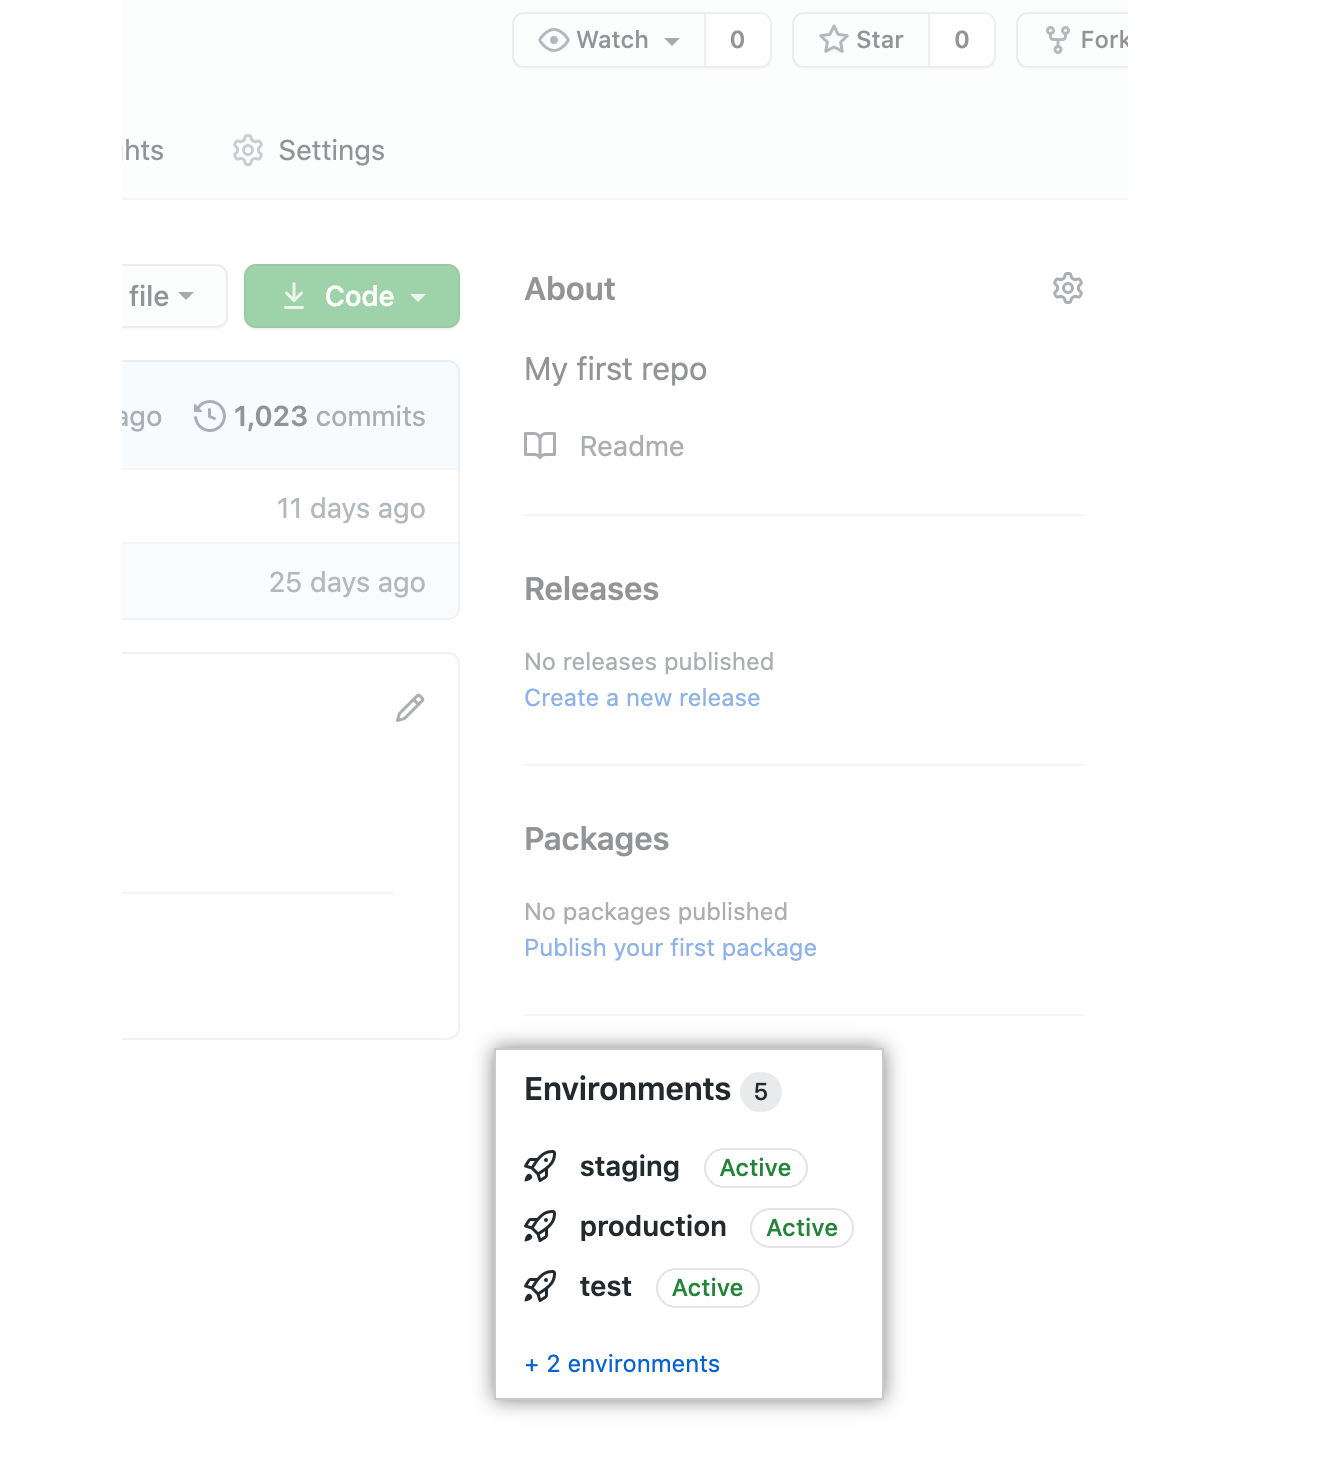 Watch 0 Star 0 Fork
hts Settings
file Code
ago 1,023 commits
11 days ago
25 days ago
About
My first repo
Readme
Releases
No releases published
Create a new release
Packages
No packages published
Publish your first package
Environments 5
staging Active
production Active
test Active
+ 2 environments